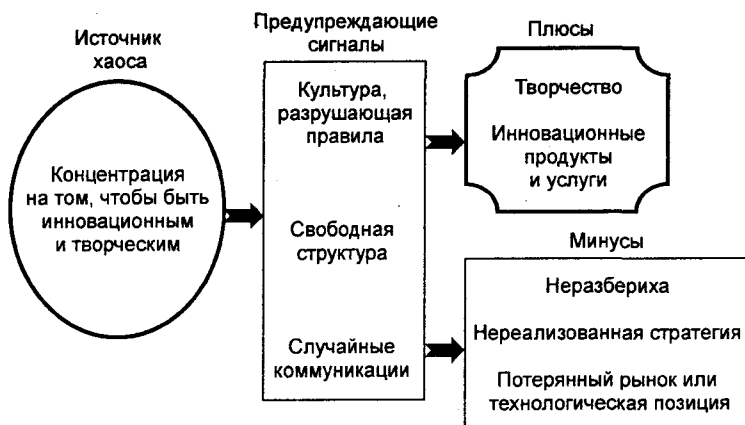 Источник
хаоса
Концентрация
на том, чтобы быть
инновационным
и творческим
Предупреждающие
сигналы
Культура,
разрушающая
правила
Свободная
структура
Случайные
коммуникации
Плюсы
Творчество
Инновационные
продукты
и услуги
Минусы
Неразбериха
Нереализованная стратегия
Потерянный рынок или
технологическая позиция